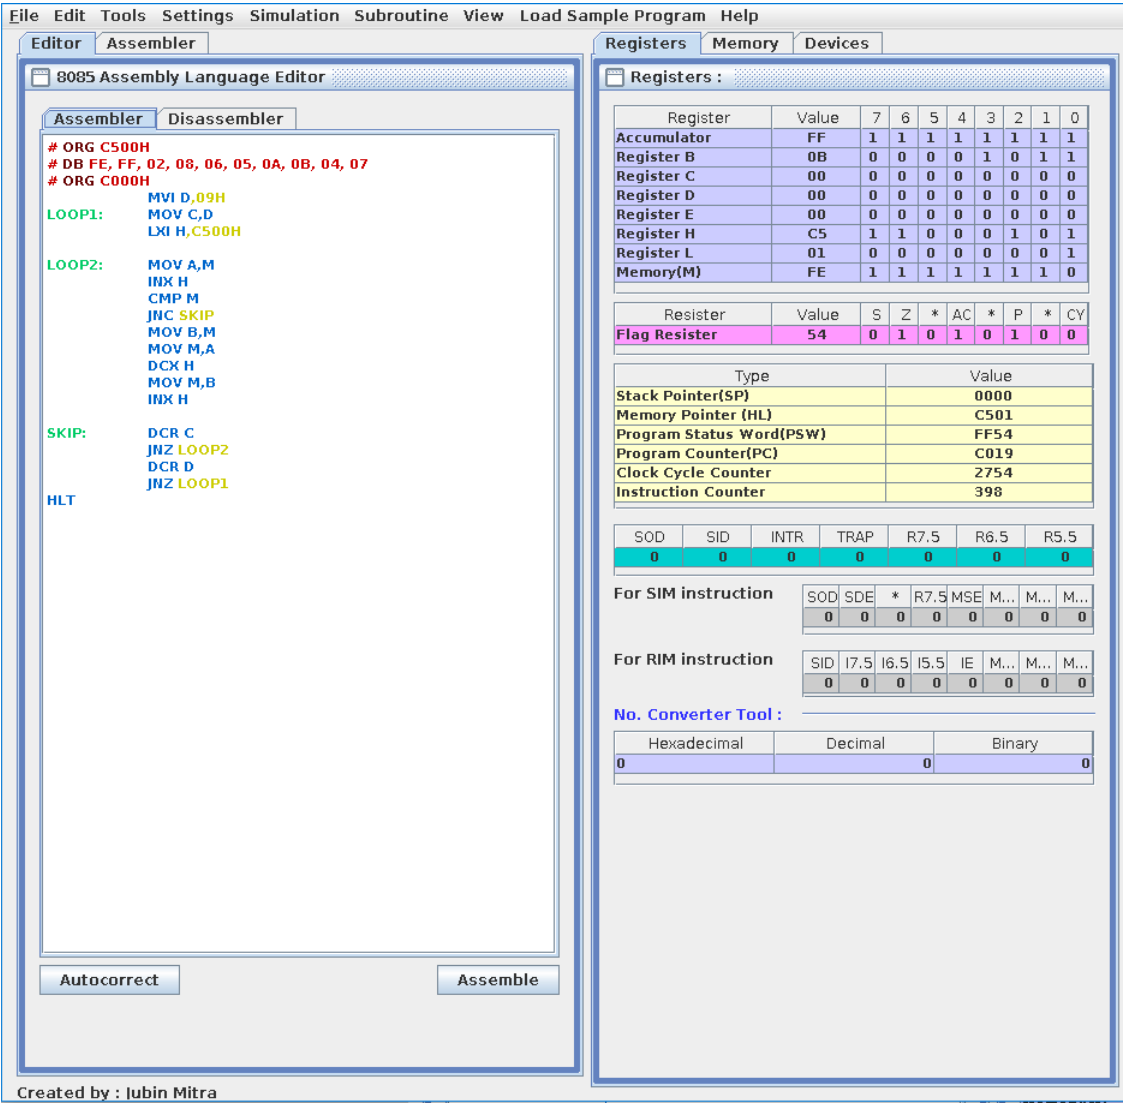 File Edit Tools Settings Simulation Subroutine View Load Sample Program Help
Editor Assembler
8085 Assembly Language Editor
Assembler Disassembler
# ORG C500H
# DB FE, FF, 02, 08, 06, 05, 0A, 0B, 04, 07
# ORG C000H
MVI D,09H
LOOP1: MOV C,D
LXI H,C500H
LOOP2: MOV A,M
INX H
CMP M
JNC SKIP
MOV B,M
MOV M,A
DCX H
MOV M,B
INX H
SKIP: DCR C
JNZ LOOP2
DCR D
JNZ LOOP1
HLT
Autocorrect Assemble
Created by : Jubin Mitra
Registers Memory Devices
Registers :
Register Value 7 6 5 4 3 2 1 0
Accumulator FF 1 1 1 1 1 1 1 1
Register B 0B 0 0 0 0 1 0 1 1
Register C 00 0 0 0 0 0 0 0 0
Register D 00 0 0 0 0 0 0 0 0
Register E 00 0 0 0 0 0 0 0 0
Register H C5 1 1 0 0 0 1 0 1
Register L 01 0 0 0 0 0 0 0 1
Memory(M) FE 1 1 1 1 1 1 1 0
Resister Value S Z * AC * P * CY
Flag Resister 54 0 1 0 1 0 1 0 0
Type Value
Stack Pointer(SP) 0000
Memory Pointer (HL) C501
Program Status Word(PSW) FF54
Program Counter(PC) C019
Clock Cycle Counter 2754
Instruction Counter 398
SOD SID INTR TRAP R7.5 R6.5 R5.5
0 0 0 0 0 0 0
For SIM instruction
SOD SDE * R7.5 MSE M... M... M...
0 0 0 0 0 0 0 0
For RIM instruction
SID I7.5 I6.5 I5.5 IE M... M... M...
0 0 0 0 0 0 0 0
No. Converter Tool :
Hexadecimal Decimal Binary
0 0 0